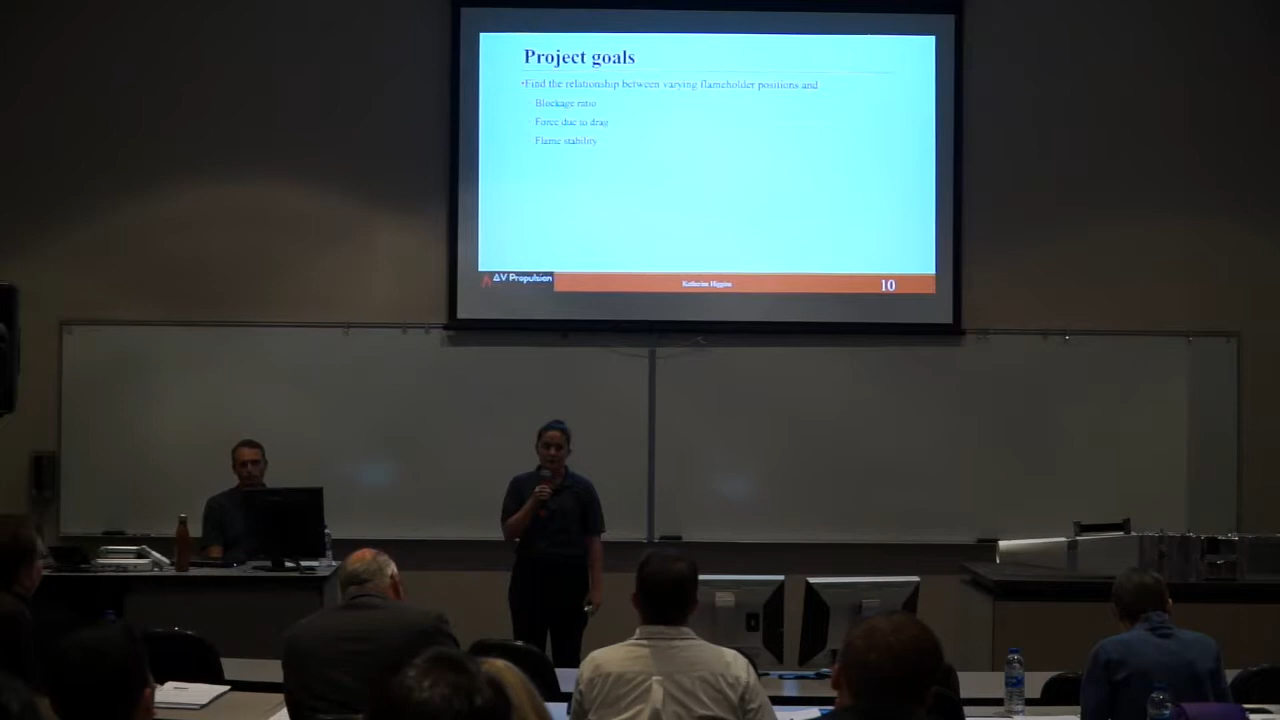 Project goals
•Find the relationship between varying flameholder positions and
Blockage ratio
Force due to drag
Flame stability
ΔV Propulsion
Katherine Higgins
10